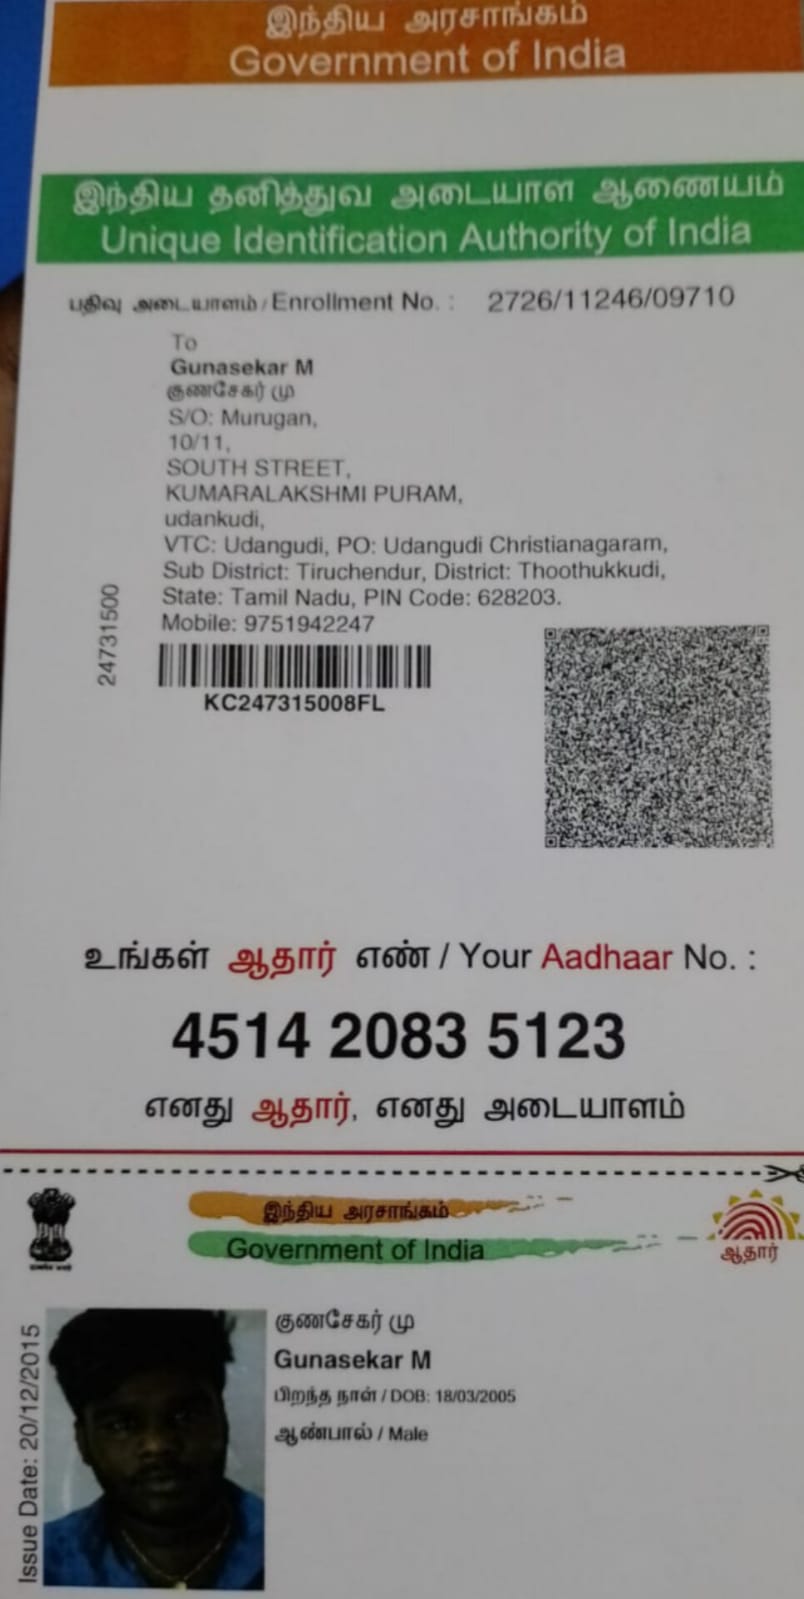 இந்திய அரசாங்கம்
Government of India
இந்திய தனித்துவ அடையாள ஆணையம்
Unique Identification Authority of India
பதிவு அடையாளம் / Enrollment No. : 2726/11246/09710
To
Gunasekar M
குணசேகர் மு
S/O: Murugan,
10/11,
SOUTH STREET,
KUMARALAKSHMI PURAM,
udankudi,
VTC: Udangudi, PO: Udangudi Christianagaram,
Sub District: Tiruchendur, District: Thoothukkudi,
State: Tamil Nadu, PIN Code: 628203.
Mobile: 9751942247
24731500
KC247315008FL
உங்கள் ஆதார் எண் / Your Aadhaar No. :
4514 2083 5123
எனது ஆதார், எனது அடையாளம்
இந்திய அரசாங்கம்
Government of India
ஆதார்
குணசேகர் மு
Gunasekar M
பிறந்த நாள் / DOB: 18/03/2005
ஆண்பால் / Male
Issue Date: 20/12/2015